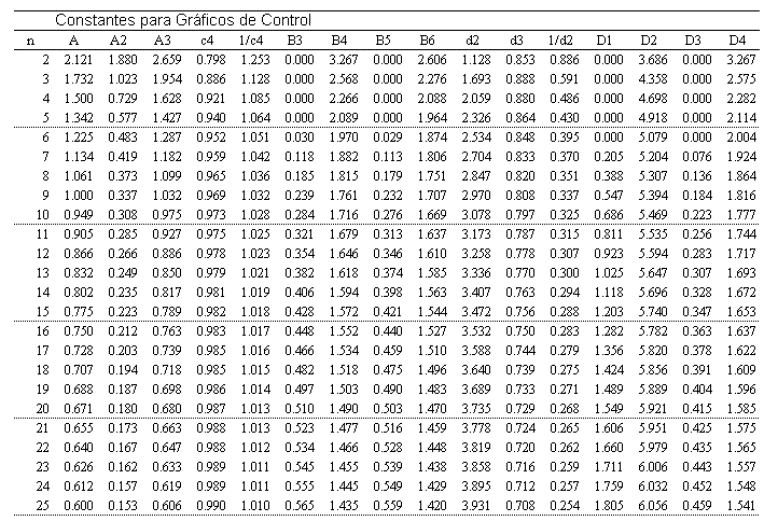 Constantes para Gráficos de Control
n A A2 A3 c4 1/c4 B3 B4 B5 B6 d2 d3 1/d2 D1 D2 D3 D4
2 2.121 1.880 2.659 0.798 1.253 0.000 3.267 0.000 2.606 1.128 0.853 0.886 0.000 3.686 0.000 3.267
3 1.732 1.023 1.954 0.886 1.128 0.000 2.568 0.000 2.276 1.693 0.888 0.591 0.000 4.358 0.000 2.575
4 1.500 0.729 1.628 0.921 1.085 0.000 2.266 0.000 2.088 2.059 0.880 0.486 0.000 4.698 0.000 2.282
5 1.342 0.577 1.427 0.940 1.064 0.000 2.089 0.000 1.964 2.326 0.864 0.430 0.000 4.918 0.000 2.114
6 1.225 0.483 1.287 0.952 1.051 0.030 1.970 0.029 1.874 2.534 0.848 0.395 0.000 5.079 0.000 2.004
7 1.134 0.419 1.182 0.959 1.042 0.118 1.882 0.113 1.806 2.704 0.833 0.370 0.205 5.204 0.076 1.924
8 1.061 0.373 1.099 0.965 1.036 0.185 1.815 0.179 1.751 2.847 0.820 0.351 0.388 5.307 0.136 1.864
9 1.000 0.337 1.032 0.969 1.032 0.239 1.761 0.232 1.707 2.970 0.808 0.337 0.547 5.394 0.184 1.816
10 0.949 0.308 0.975 0.973 1.028 0.284 1.716 0.276 1.669 3.078 0.797 0.325 0.686 5.469 0.223 1.777
11 0.905 0.285 0.927 0.975 1.025 0.321 1.679 0.313 1.637 3.173 0.787 0.315 0.811 5.535 0.256 1.744
12 0.866 0.266 0.886 0.978 1.023 0.354 1.646 0.346 1.610 3.258 0.778 0.307 0.923 5.594 0.283 1.717
13 0.832 0.249 0.850 0.979 1.021 0.382 1.618 0.374 1.585 3.336 0.770 0.300 1.025 5.647 0.307 1.693
14 0.802 0.235 0.817 0.981 1.019 0.406 1.594 0.398 1.563 3.407 0.763 0.294 1.118 5.696 0.328 1.672
15 0.775 0.223 0.789 0.982 1.018 0.428 1.572 0.421 1.544 3.472 0.756 0.288 1.203 5.740 0.347 1.653
16 0.750 0.212 0.763 0.983 1.017 0.448 1.552 0.440 1.527 3.532 0.750 0.283 1.282 5.782 0.363 1.637
17 0.728 0.203 0.739 0.985 1.016 0.466 1.534 0.459 1.510 3.588 0.744 0.279 1.356 5.820 0.378 1.622
18 0.707 0.194 0.718 0.985 1.015 0.482 1.518 0.475 1.496 3.640 0.739 0.275 1.424 5.856 0.391 1.609
19 0.688 0.187 0.698 0.986 1.014 0.497 1.503 0.490 1.483 3.689 0.733 0.271 1.489 5.889 0.404 1.596
20 0.671 0.180 0.680 0.987 1.013 0.510 1.490 0.503 1.470 3.735 0.729 0.268 1.549 5.921 0.415 1.585
21 0.655 0.173 0.663 0.988 1.013 0.523 1.477 0.516 1.459 3.778 0.724 0.265 1.606 5.951 0.425 1.575
22 0.640 0.167 0.647 0.988 1.012 0.534 1.466 0.528 1.448 3.819 0.720 0.262 1.660 5.979 0.435 1.565
23 0.626 0.162 0.633 0.989 1.011 0.545 1.455 0.539 1.438 3.858 0.716 0.259 1.711 6.006 0.443 1.557
24 0.612 0.157 0.619 0.989 1.011 0.555 1.445 0.549 1.429 3.895 0.712 0.257 1.759 6.032 0.452 1.548
25 0.600 0.153 0.606 0.990 1.010 0.565 1.435 0.559 1.420 3.931 0.708 0.254 1.805 6.056 0.459 1.541